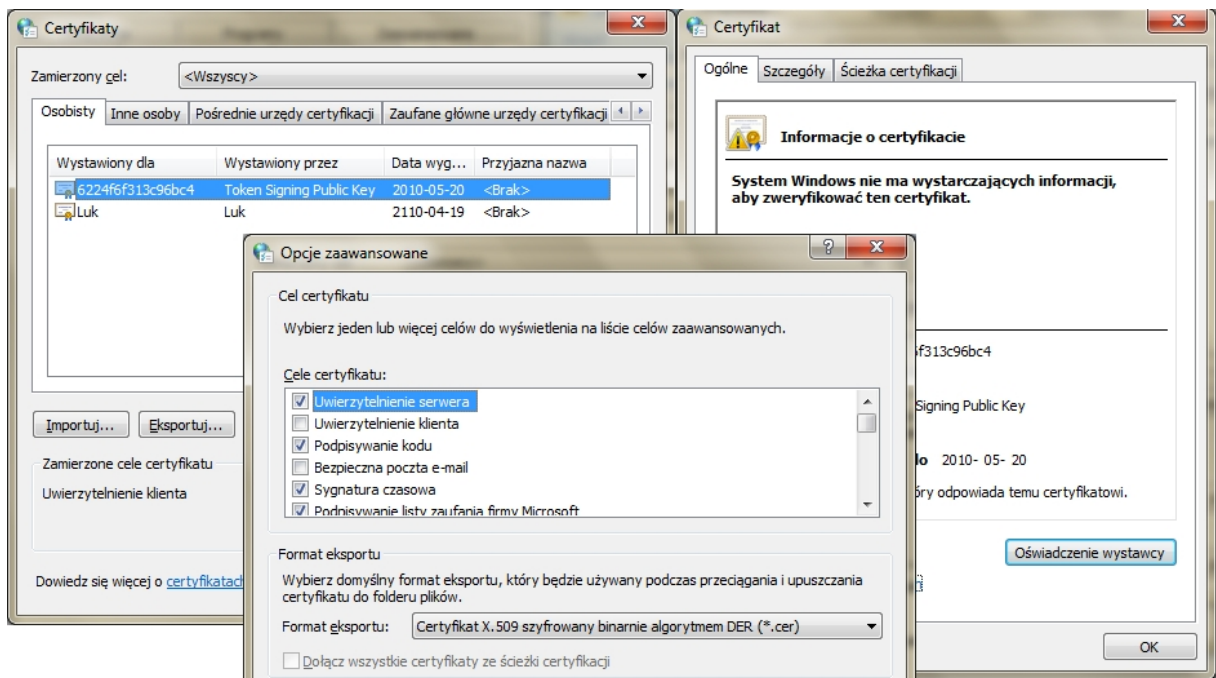 Certyfikaty
Zamierzony cel:
<Wszyscy>
Osobisty
Inne osoby
Pośrednie urzędy certyfikacji
Zaufane główne urzędy certyfikacji
Wystawiony dla
Wystawiony przez
Data wyg...
Przyjazna nazwa
6224f6f313c96bc4
Token Signing Public Key
2010-05-20
<Brak>
Luk
Luk
2110-04-19
<Brak>
Importuj...
Eksportuj...
Zamierzone cele certyfikatu
Uwierzytelnienie klienta
Dowiedz się więcej o certyfikatach
Opcje zaawansowane
Cel certyfikatu
Wybierz jeden lub więcej celów do wyświetlenia na liście celów zaawansowanych.
Cele certyfikatu:
Uwierzytelnienie serwera
Uwierzytelnienie klienta
Podpisywanie kodu
Bezpieczna poczta e-mail
Sygnatura czasowa
Podpisywanie listy zaufania firmy Microsoft
Format eksportu
Wybierz domyślny format eksportu, który będzie używany podczas przeciągania i upuszczania
certyfikatu do folderu plików.
Format eksportu:
Certyfikat X.509 szyfrowany binarnie algorytmem DER (*.cer)
Dołącz wszystkie certyfikaty ze ścieżki certyfikacji
Certyfikat
Ogólne
Szczegóły
Ścieżka certyfikacji
Informacje o certyfikacie
System Windows nie ma wystarczających informacji,
aby zweryfikować ten certyfikat.
f313c96bc4
Signing Public Key
do 2010- 05- 20
óry odpowiada temu certyfikatowi.
Oświadczenie wystawcy
OK